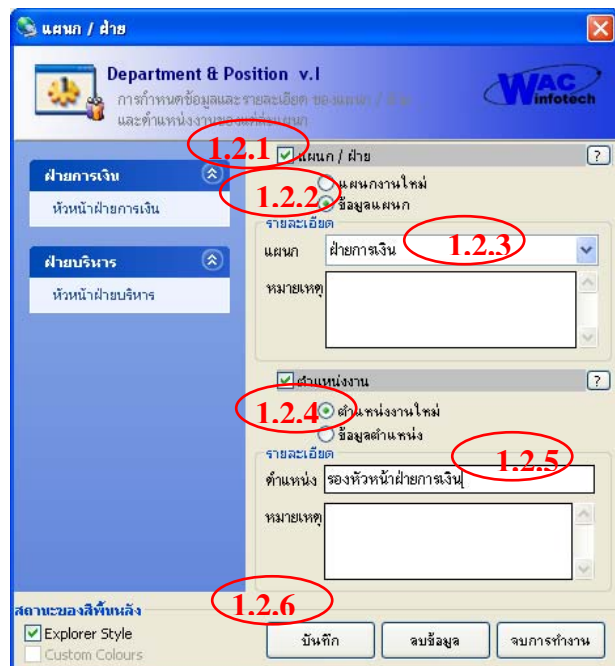 แผนก / ฝ่าย
Department & Position v.I
การกำหนดข้อมูลและรายละเอียด ของแผนก / ฝ่าย
และตำแหน่งงานของแต่ละแผนก
WAC infotech
1.2.1
แผนก / ฝ่าย
?
ฝ่ายการเงิน
หัวหน้าฝ่ายการเงิน
ฝ่ายบริหาร
หัวหน้าฝ่ายบริหาร
1.2.2
แผนกงานใหม่
ข้อมูลแผนก
รายละเอียด
แผนก ฝ่ายการเงิน
1.2.3
หมายเหตุ
ตำแหน่งงาน
?
1.2.4
ตำแหน่งงานใหม่
ข้อมูลตำแหน่ง
รายละเอียด
1.2.5
ตำแหน่ง รองหัวหน้าฝ่ายการเงิน
หมายเหตุ
1.2.6
สถานะของสีพื้นหลัง
Explorer Style
Custom Colours
บันทึก ลบข้อมูล จบการทำงาน